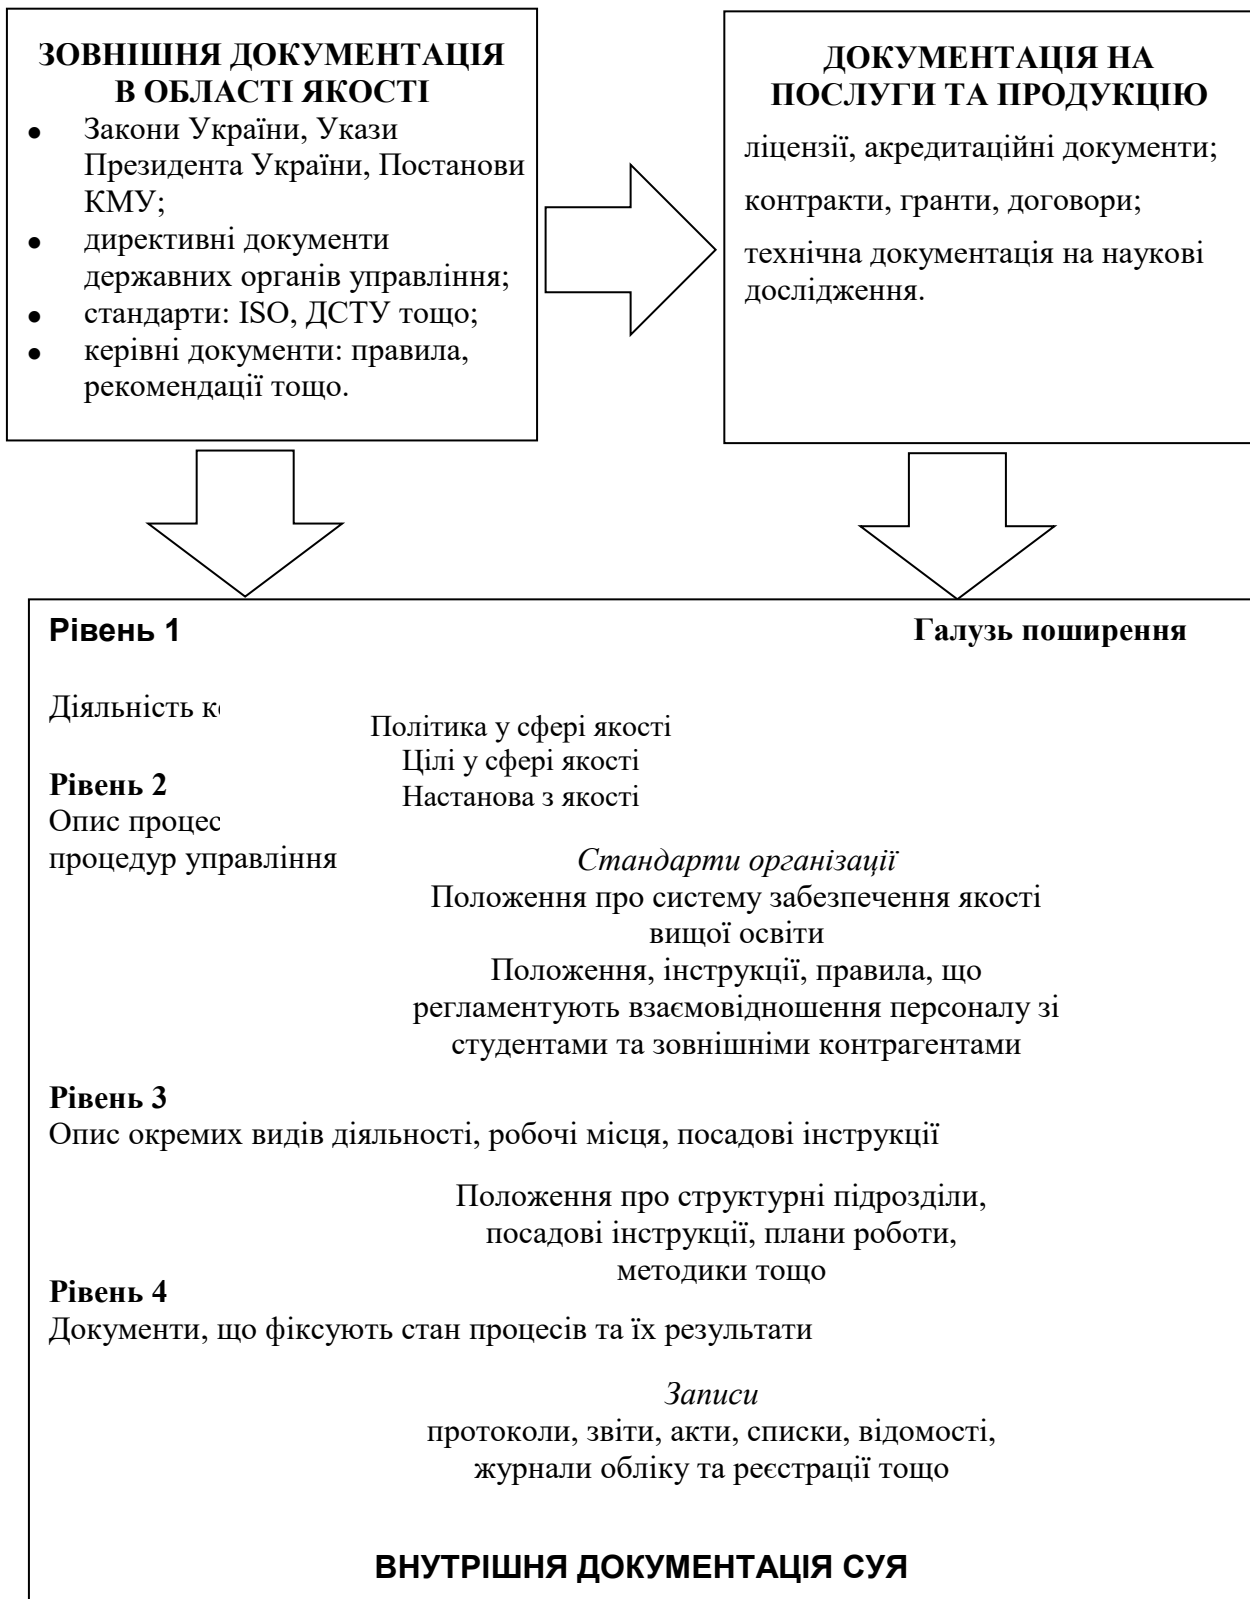 ЗОВНІШНЯ ДОКУМЕНТАЦІЯ
В ОБЛАСТІ ЯКОСТІ
● Закони України, Укази
Президента України, Постанови
КМУ;
● директивні документи
державних органів управління;
● стандарти: ISO, ДСТУ тощо;
● керівні документи: правила,
рекомендації тощо.
ДОКУМЕНТАЦІЯ НА
ПОСЛУГИ ТА ПРОДУКЦІЮ
ліцензії, акредитаційні документи;
контракти, гранти, договори;
технічна документація на наукові
дослідження.
Рівень 1
Галузь поширення
Діяльність
Політика у сфері якості
Цілі у сфері якості
Настанова з якості
Рівень 2
Опис процес
процедур управління
Стандарти організації
Положення про систему забезпечення якості
вищої освіти
Положення, інструкції, правила, що
регламентують взаємовідношення персоналу зі
студентами та зовнішніми контрагентами
Рівень 3
Опис окремих видів діяльності, робочі місця, посадові інструкції
Положення про структурні підрозділи,
посадові інструкції, плани роботи,
методики тощо
Рівень 4
Документи, що фіксують стан процесів та їх результати
Записи
протоколи, звіти, акти, списки, відомості,
журнали обліку та реєстрації тощо
ВНУТРІШНЯ ДОКУМЕНТАЦІЯ СУЯ